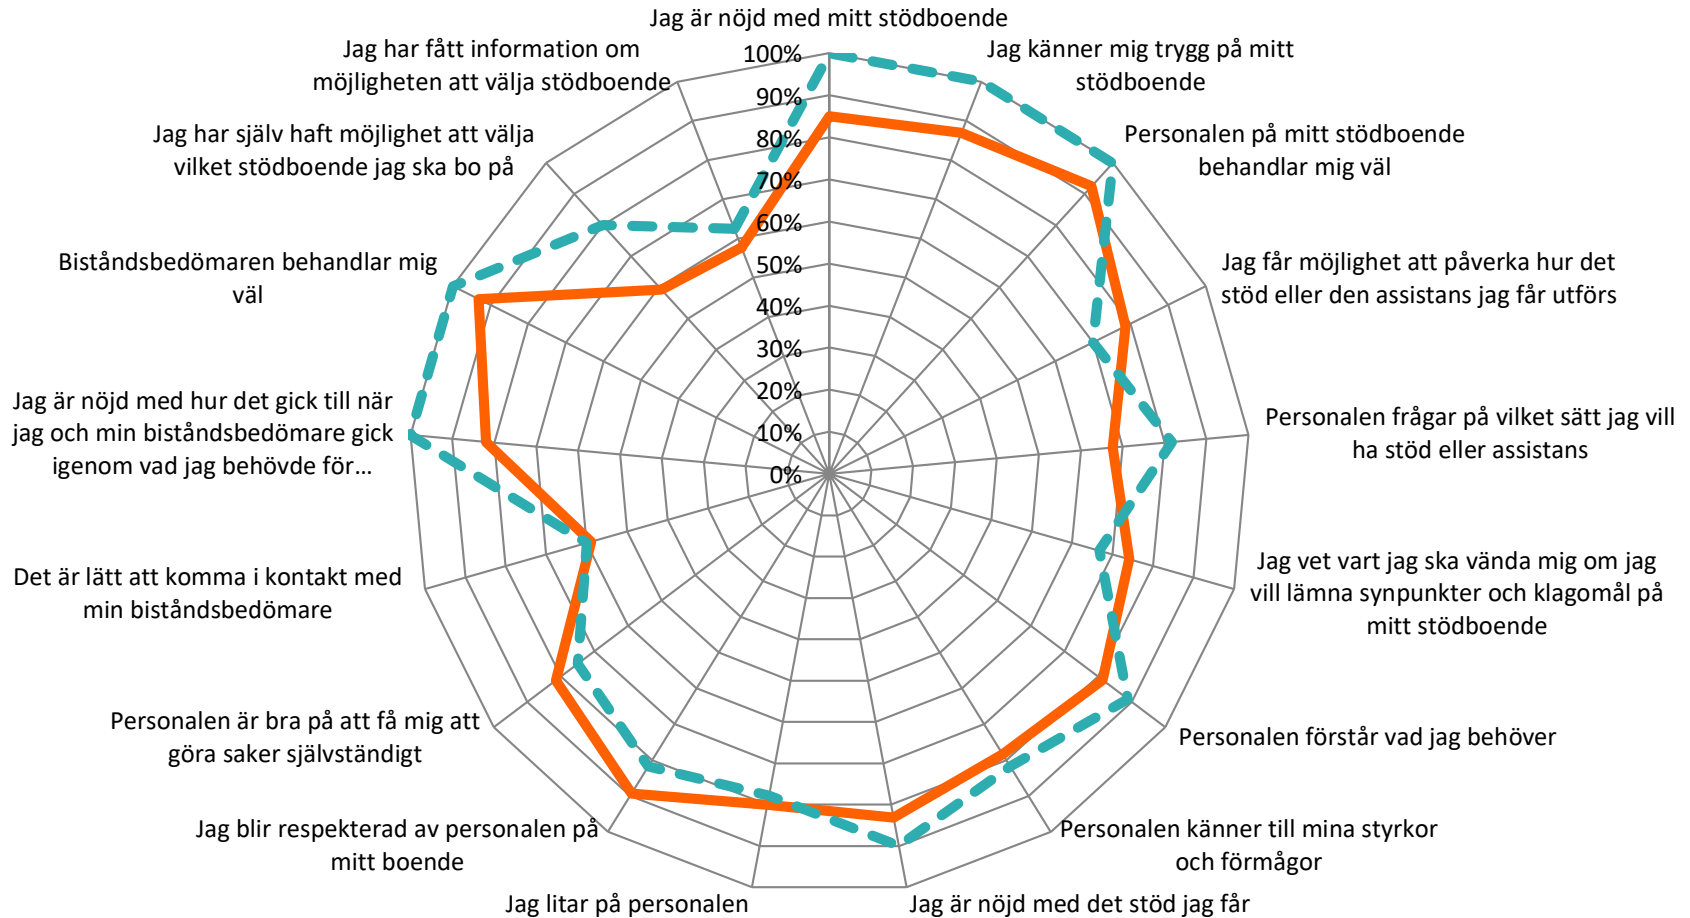 Jag är nöjd med mitt stödboende
Jag känner mig trygg på mitt
stödboende
Personalen på mitt stödboende
behandlar mig väl
Jag får möjlighet att påverka hur det
stöd eller den assistans jag får utförs
Personalen frågar på vilket sätt jag vill
ha stöd eller assistans
Jag vet vart jag ska vända mig om jag
vill lämna synpunkter och klagomål på
mitt stödboende
Personalen förstår vad jag behöver
Personalen känner till mina styrkor
och förmågor
Jag är nöjd med det stöd jag får
Jag litar på personalen
Jag blir respekterad av personalen på
mitt boende
Personalen är bra på att få mig att
göra saker självständigt
Det är lätt att komma i kontakt med
min biståndsbedömare
Jag är nöjd med hur det gick till när
jag och min biståndsbedömare gick
igenom vad jag behövde för…
Biståndsbedömaren behandlar mig
väl
Jag har själv haft möjlighet att välja
vilket stödboende jag ska bo på
Jag har fått information om
möjligheten att välja stödboende
100%
90%
80%
70%
60%
50%
40%
30%
20%
10%
0%